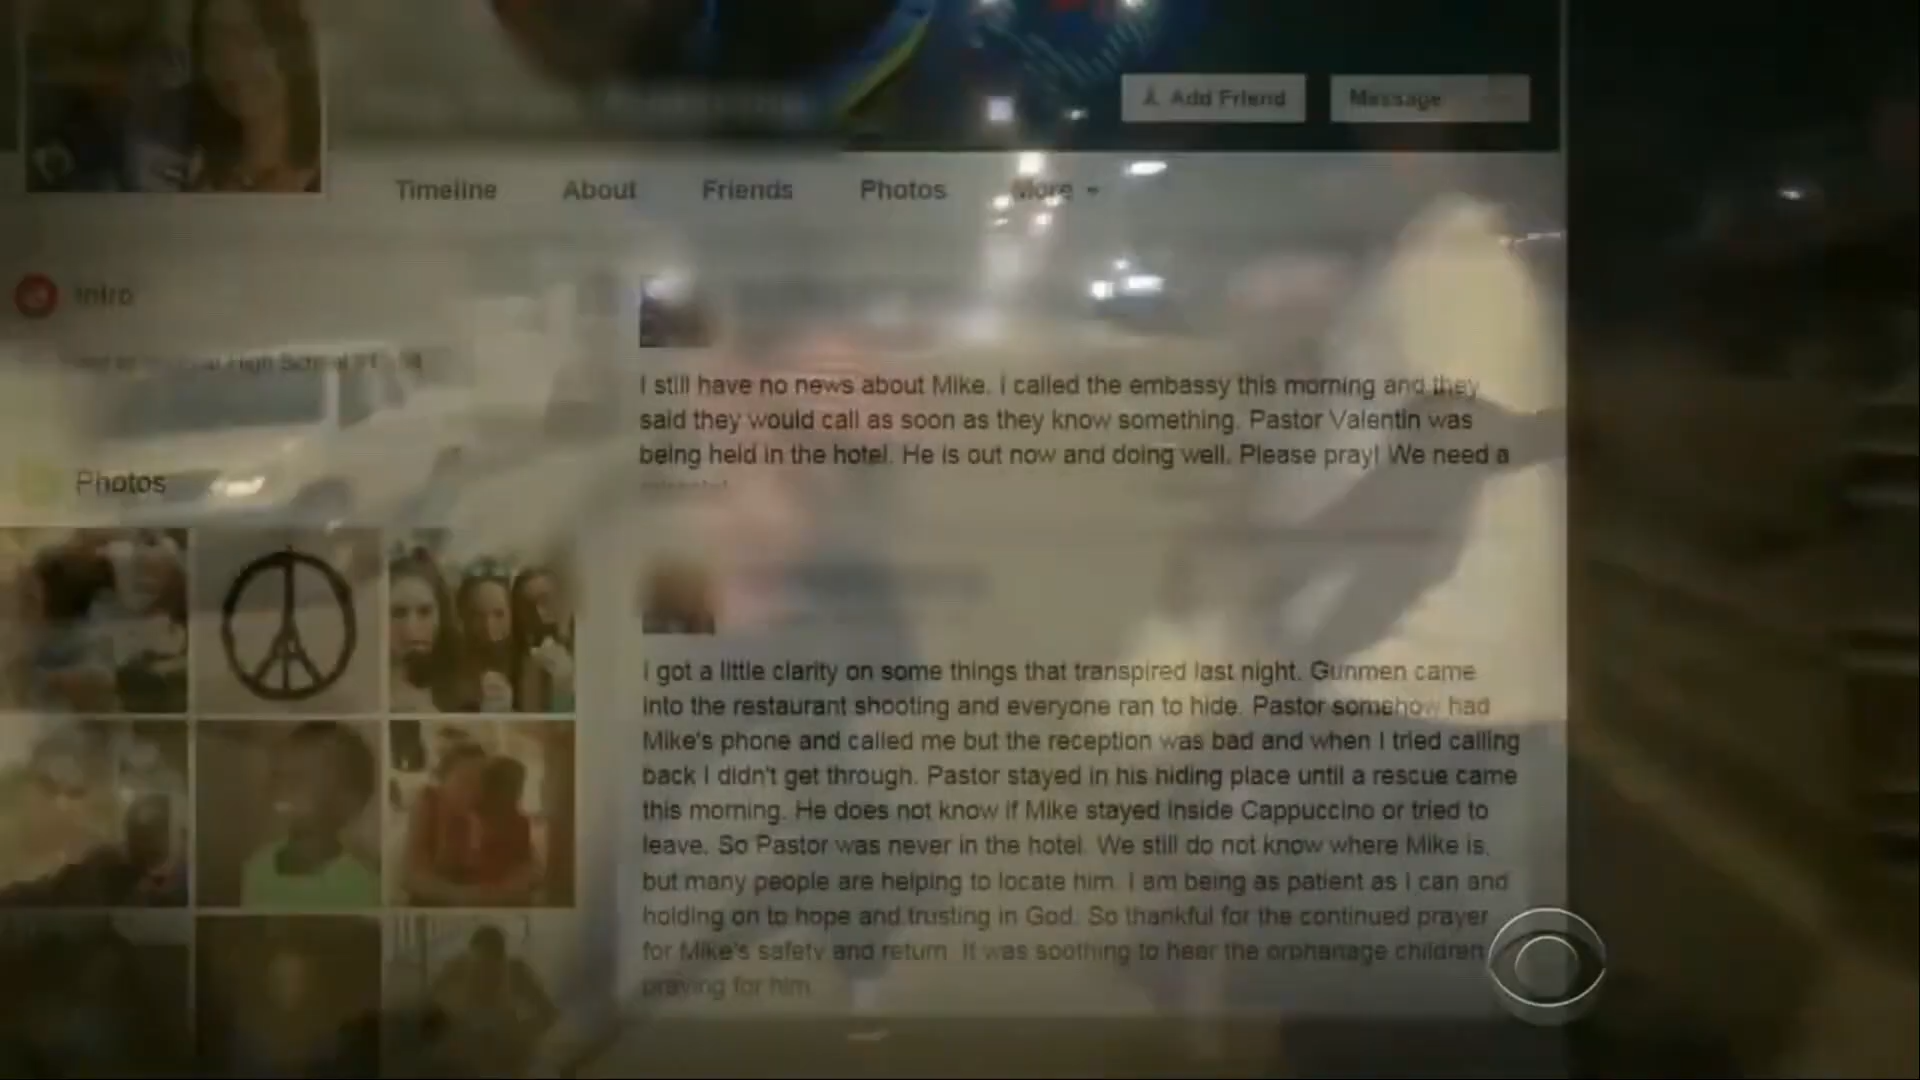 Add Friend
Message
Timeline
About
Friends
Photos
More
Intro
High School
I still have no news about Mike. I called the embassy this morning and they
said they would call as soon as they know something. Pastor Valentin was
being held in the hotel. He is out now and doing well. Please pray! We need a
Photos
I got a little clarity on some things that transpired last night. Gunmen came
into the restaurant shooting and everyone ran to hide. Pastor somehow had
Mike's phone and called me but the reception was bad and when I tried calling
back I didn't get through. Pastor stayed in his hiding place until a rescue came
this morning. He does not know if Mike stayed inside Cappuccino or tried to
leave. So Pastor was never in the hotel. We still do not know where Mike is,
but many people are helping to locate him. I am being as patient as I can and
holding on to hope and trusting in God. So thankful for the continued prayer
for Mike's safety and return. It was soothing to hear the orphanage children
praying for him.